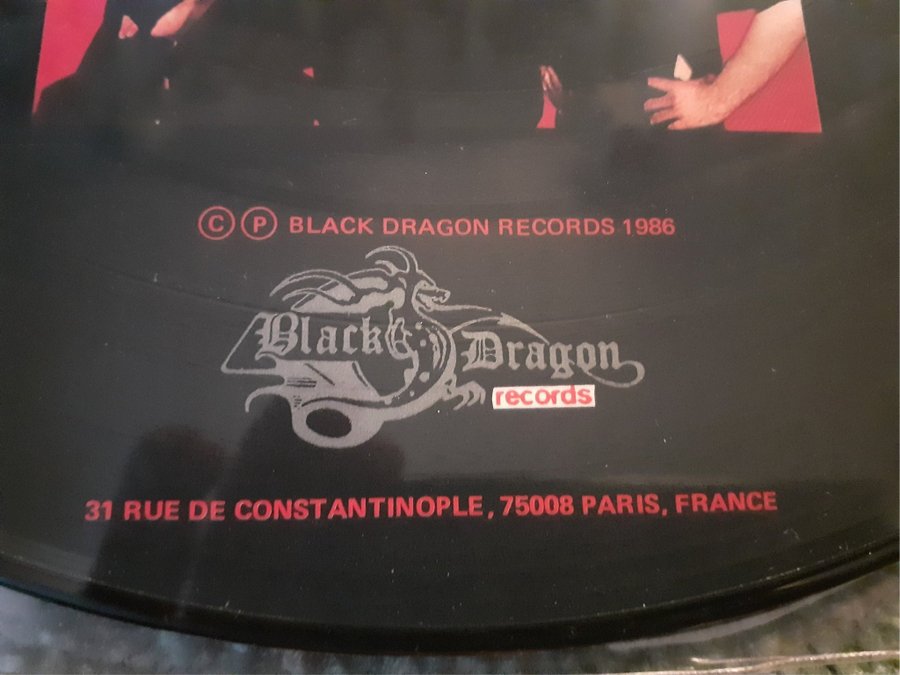 © ℗ BLACK DRAGON RECORDS 1986
Black Dragon
records
31 RUE DE CONSTANTINOPLE, 75008 PARIS, FRANCE